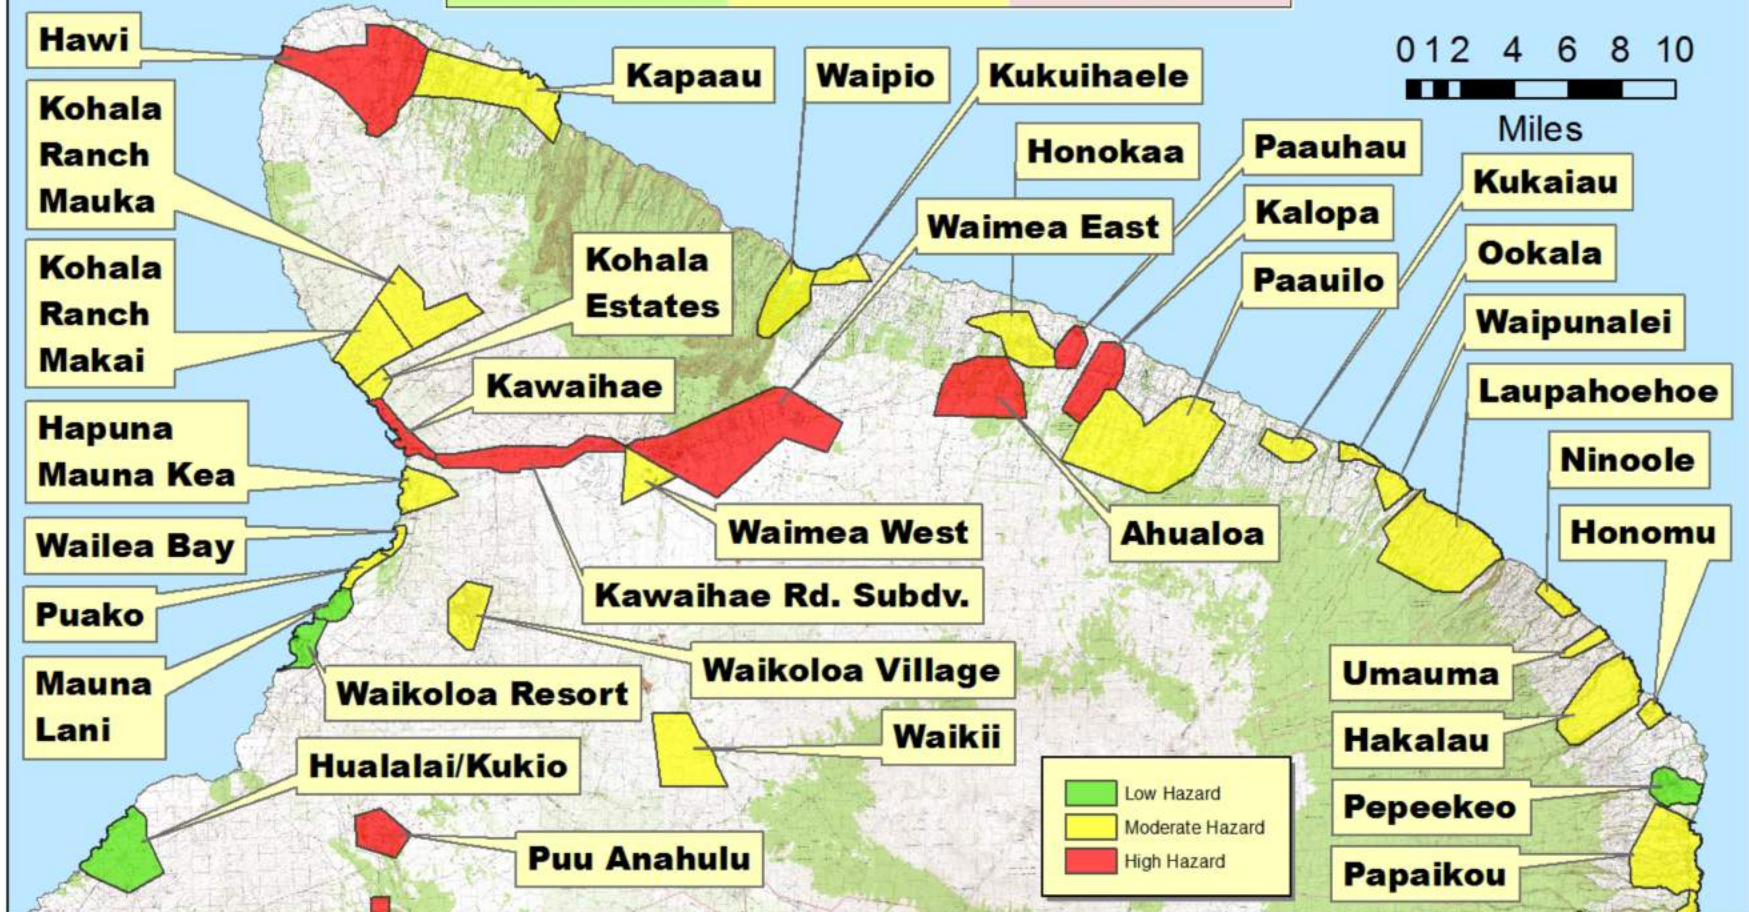 Hawi
Kapaau
Waipio
Kukuihaele
0 1 2 4 6 8 10
Miles
Kohala
Ranch
Mauka
Honokaa
Paauhau
Kukaiau
Waimea East
Kalopa
Ookala
Kohala
Ranch
Makai
Kohala
Estates
Paauilo
Waipunalei
Kawaihae
Laupahoehoe
Hapuna
Mauna Kea
Ninoole
Waimea West
Ahualoa
Honomu
Wailea Bay
Kawaihae Rd. Subdv.
Puako
Waikoloa Village
Umauma
Mauna
Lani
Waikoloa Resort
Waikii
Hakalau
Hualalai/Kukio
Low Hazard
Moderate Hazard
High Hazard
Pepeekeo
Puu Anahulu
Papaikou